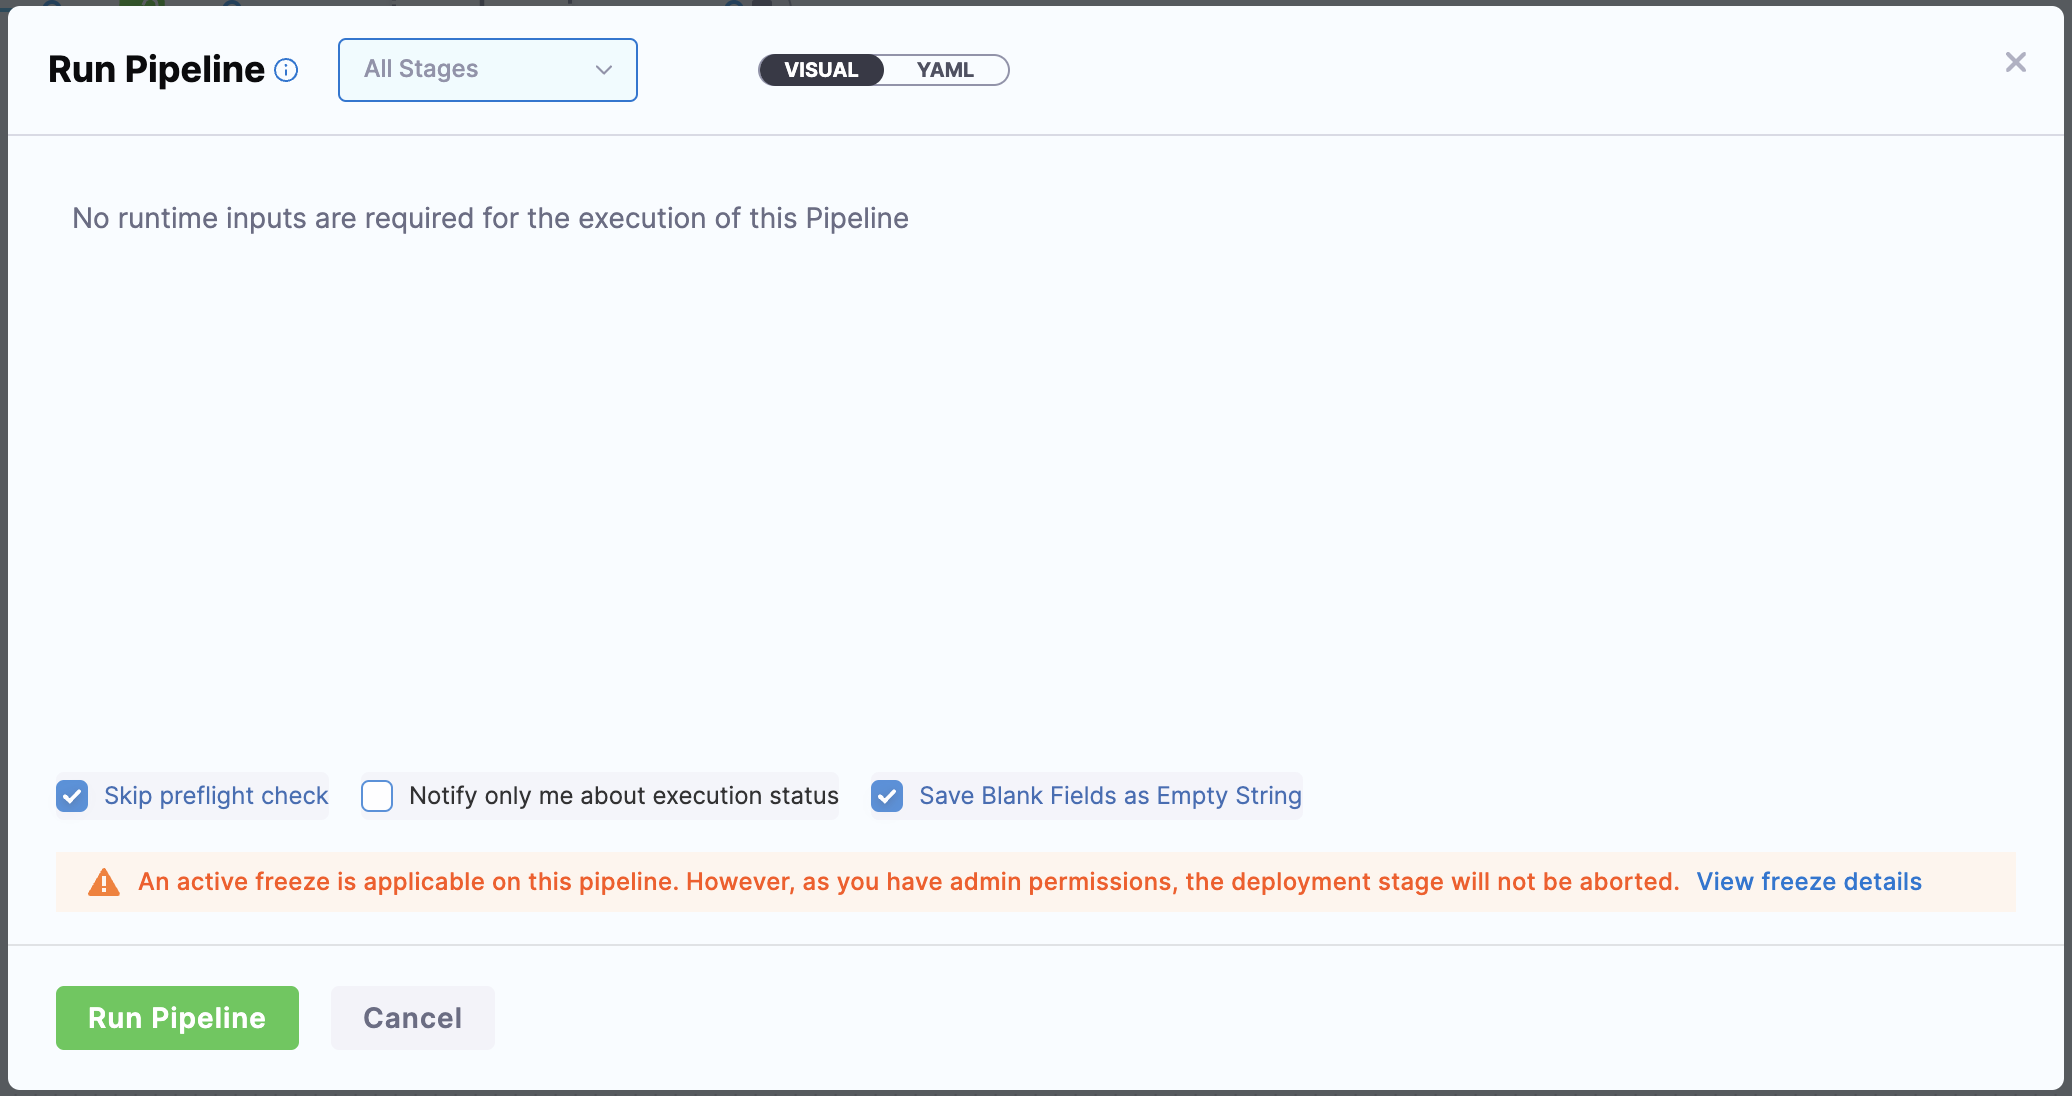 Run Pipeline
All Stages
VISUAL
YAML
No runtime inputs are required for the execution of this Pipeline
Skip preflight check
Notify only me about execution status
Save Blank Fields as Empty String
An active freeze is applicable on this pipeline. However, as you have admin permissions, the deployment stage will not be aborted. View freeze details
Run Pipeline
Cancel